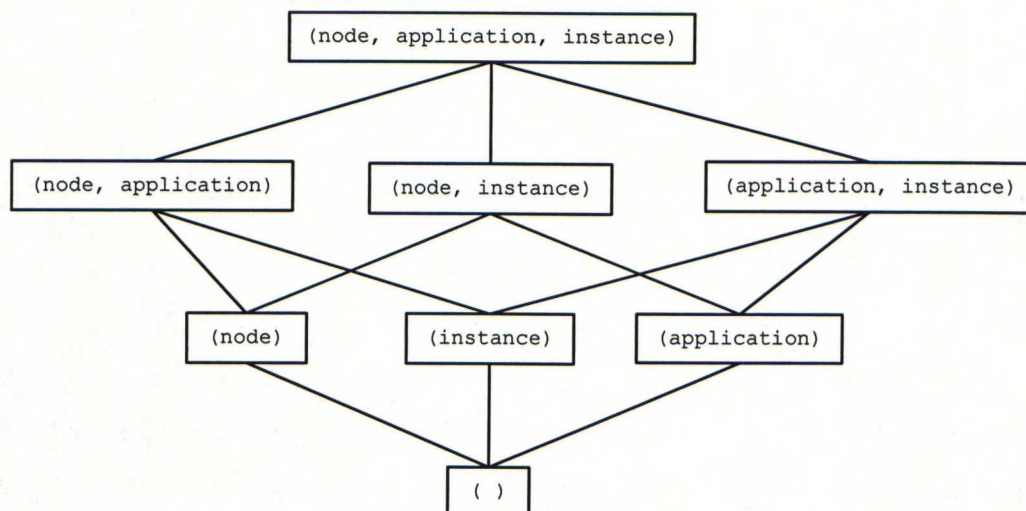 (node, application, instance)
(node, application)
(node, instance)
(application, instance)
(node)
(instance)
(application)
( )